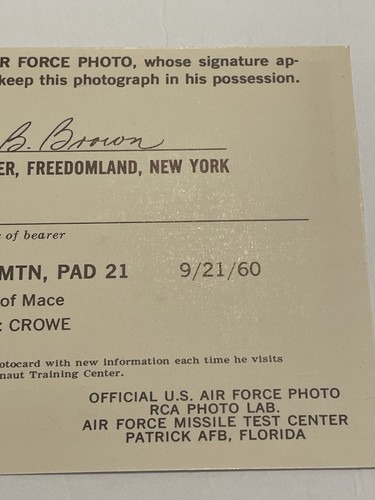 R FORCE PHOTO, whose signature ap-
keep this photograph in his possession.
B. Brown
ER, FREEDOMLAND, NEW YORK
of bearer
MTN, PAD 21 9/21/60
of Mace
: CROWE
otocard with new information each time he visits
naut Training Center.
OFFICIAL U.S. AIR FORCE PHOTO
RCA PHOTO LAB.
AIR FORCE MISSILE TEST CENTER
PATRICK AFB, FLORIDA